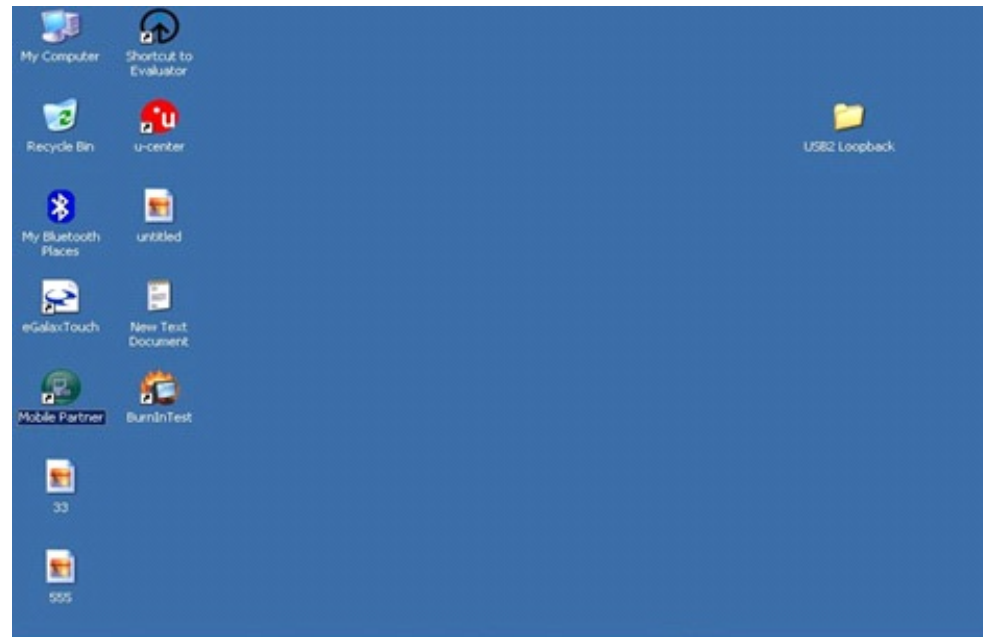 My Computer
Shortcut to
Evaluator
Recycle Bin
u-center
USB2 Loopback
My Bluetooth
Places
untitled
eGalaxTouch
New Text
Document
Mobile Partner
BurnInTest
33
555